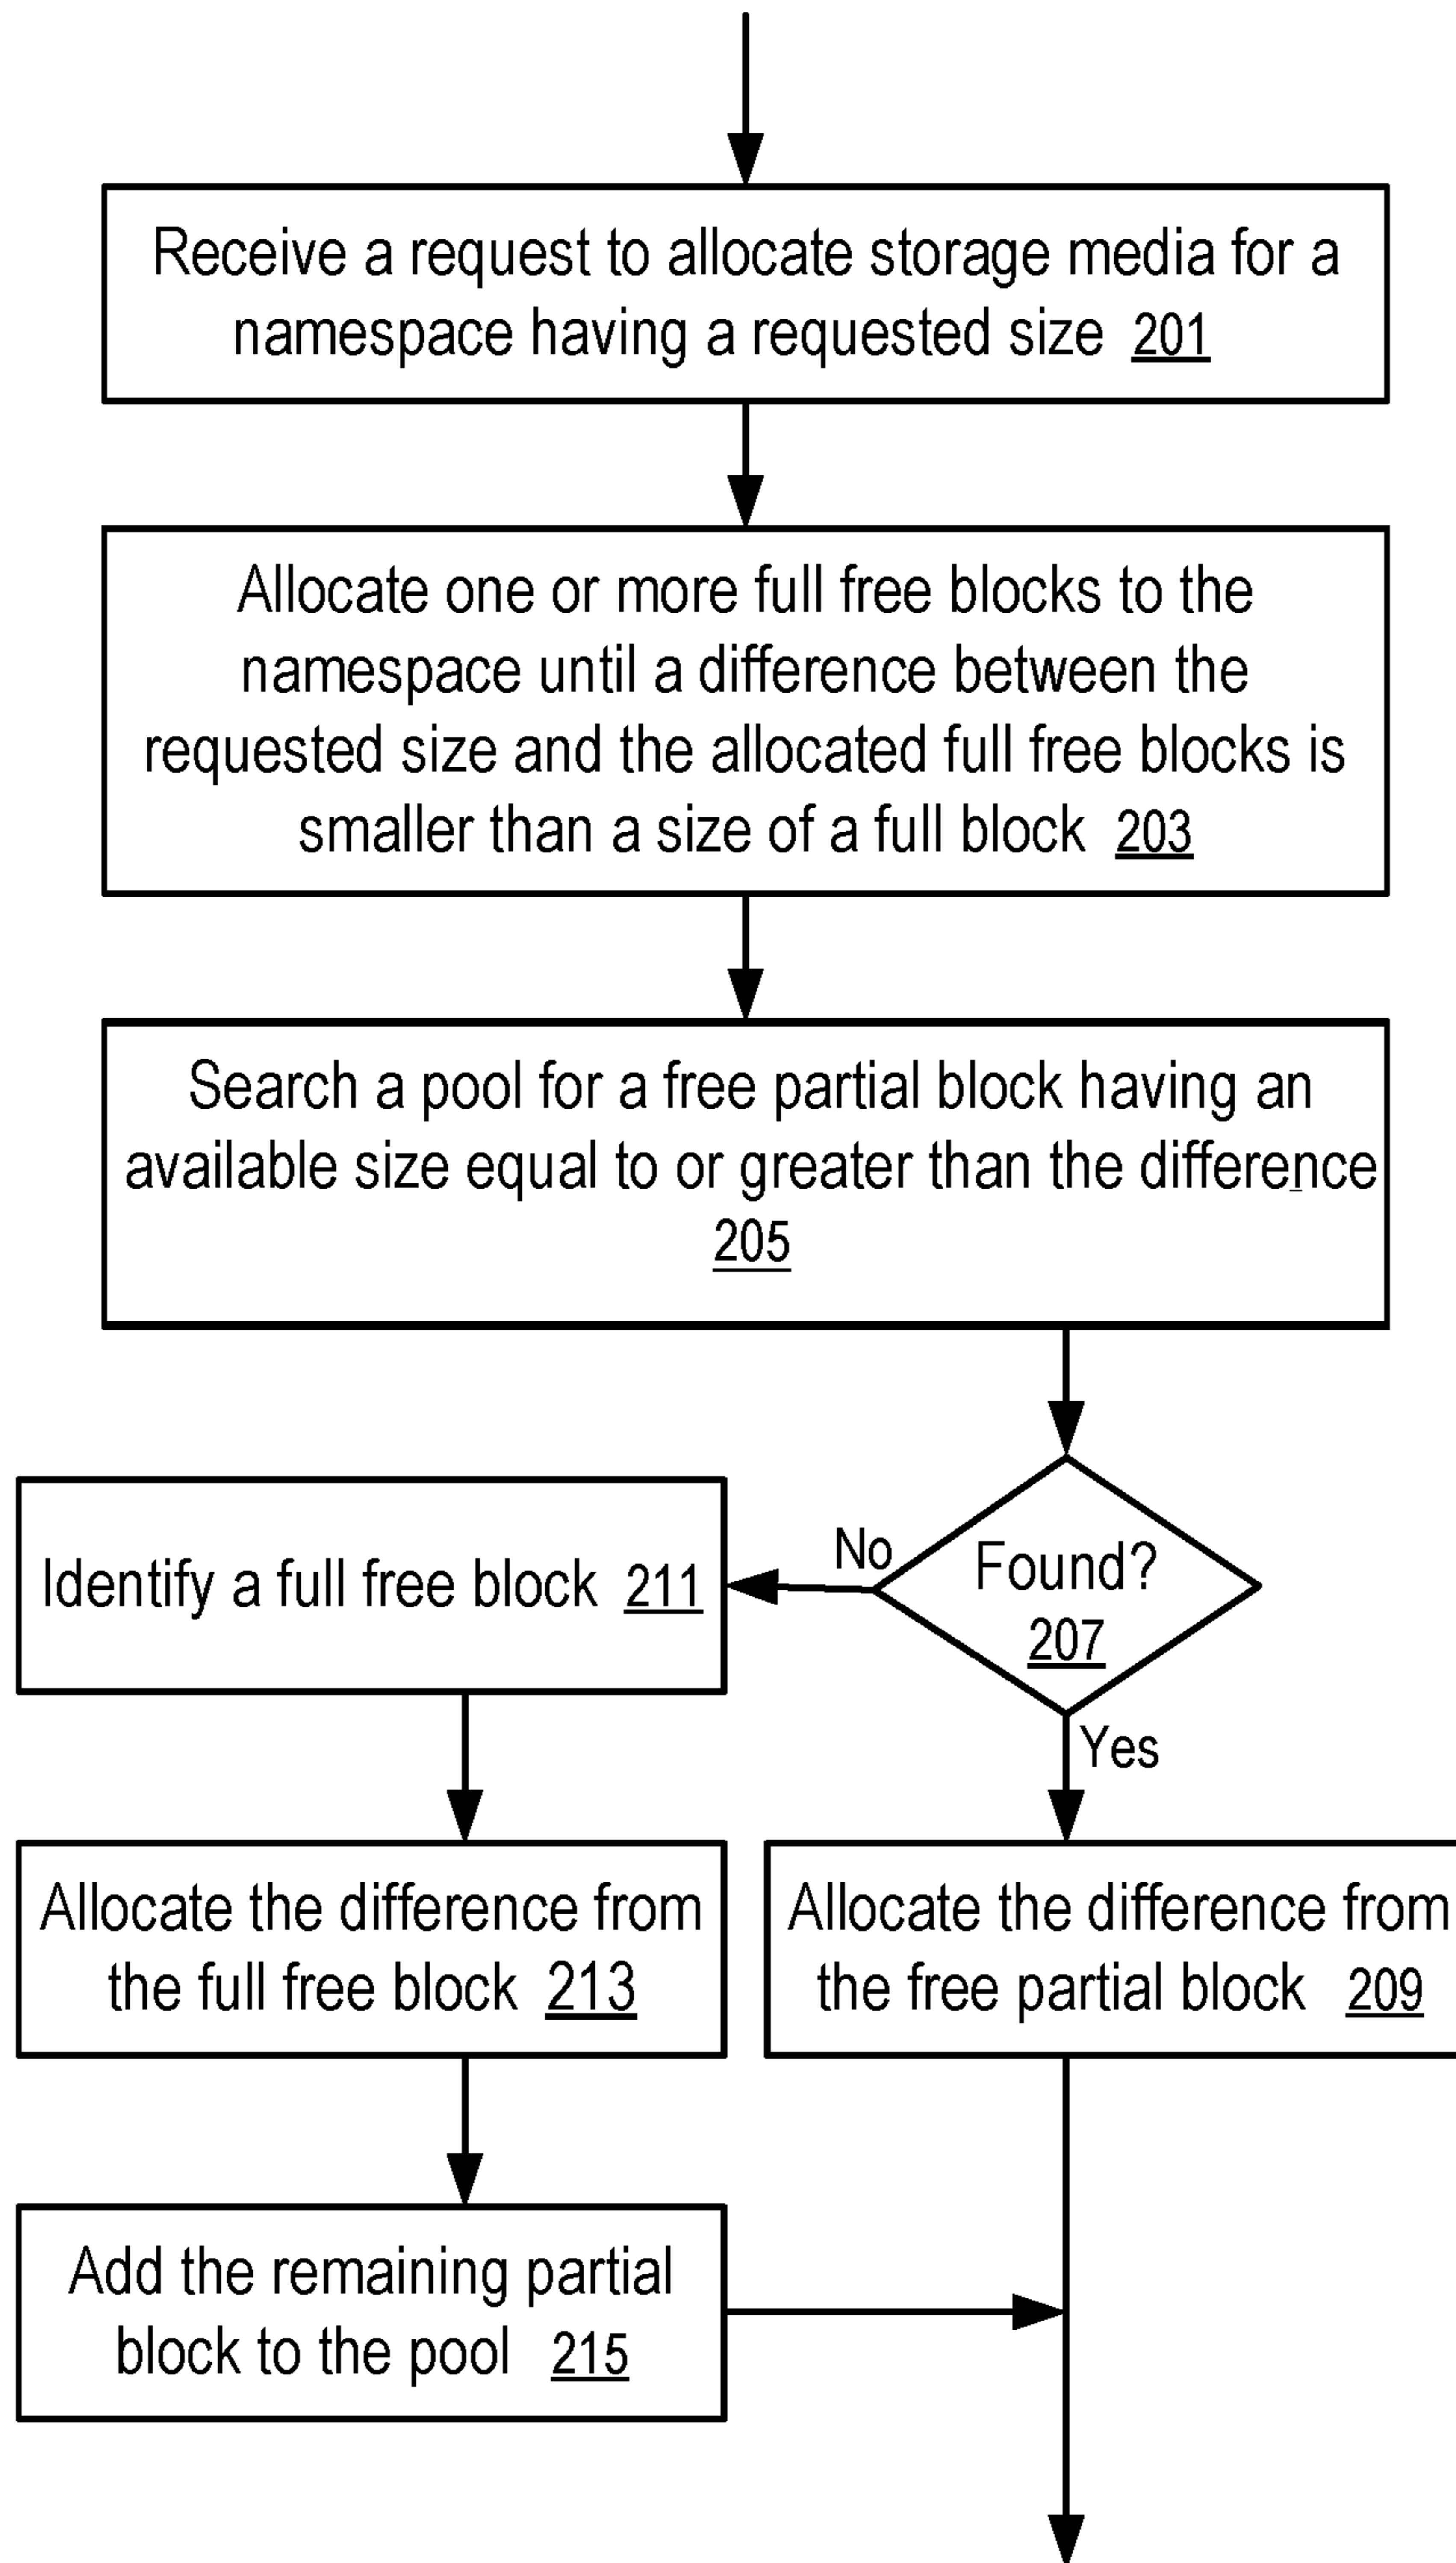 Receive a request to allocate storage media for a
namespace having a requested size 201
Allocate one or more full free blocks to the
namespace until a difference between the
requested size and the allocated full free blocks is
smaller than a size of a full block 203
Search a pool for a free partial block having an
available size equal to or greater than the difference
205
Found?
207
No
Yes
Identify a full free block 211
Allocate the difference from
the full free block 213
Allocate the difference from
the free partial block 209
Add the remaining partial
block to the pool 215